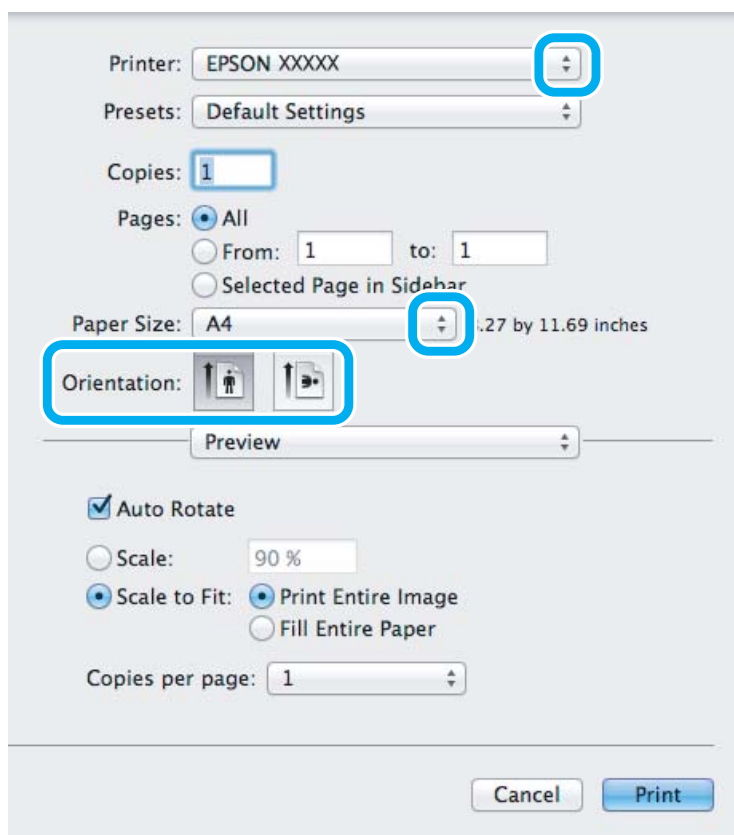 Printer: EPSON XXXXX
Presets: Default Settings
Copies: 1
Pages: All
From: 1 to: 1
Selected Page in Sidebar
Paper Size: A4 .27 by 11.69 inches
Orientation:
Preview
Auto Rotate
Scale: 90 %
Scale to Fit: Print Entire Image
Fill Entire Paper
Copies per page: 1
Cancel Print